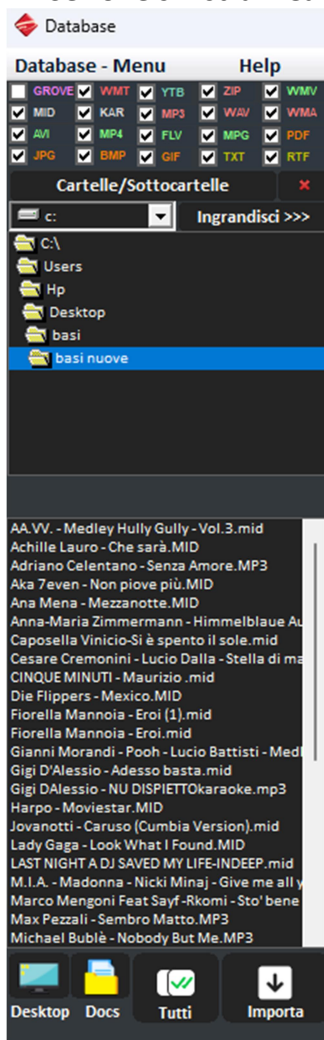 Database
Database - Menu Help
GROVE WMT YTB ZIP WMV
MID KAR MP3 WAV WMA
AVI MP4 FLV MPG PDF
JPG BMP GIF TXT RTF
Cartelle/Sottocartelle ×
c: Ingrandisci >>>
C:\
Users
Hp
Desktop
basi
basi nuove
AA.VV. - Medley Hully Gully - Vol.3.mid
Achille Lauro - Che sarà.MID
Adriano Celentano - Senza Amore.MP3
Aka 7even - Non piove più.MID
Ana Mena - Mezzanotte.MID
Anna-Maria Zimmermann - Himmelblaue Au
Caposella Vinicio-Si è spento il sole.mid
Cesare Cremonini - Lucio Dalla - Stella di ma
CINQUE MINUTI - Maurizio .mid
Die Flippers - Mexico.MID
Fiorella Mannoia - Eroi (1).mid
Fiorella Mannoia - Eroi.mid
Gianni Morandi - Pooh - Lucio Battisti - Medl
Gigi D'Alessio - Adesso basta.mid
Gigi DAlessio - NU DISPIETTOkaraoke.mp3
Harpo - Moviestar.MID
Jovanotti - Caruso (Cumbia Version).mid
Lady Gaga - Look What I Found.MID
LAST NIGHT A DJ SAVED MY LIFE-INDEEP.mid
M.I.A. - Madonna - Nicki Minaj - Give me all y
Marco Mengoni Feat Sayf -Rkomi - Sto' bene
Max Pezzali - Sembro Matto.MP3
Michael Bublè - Nobody But Me.MP3
Desktop Docs Tutti Importa